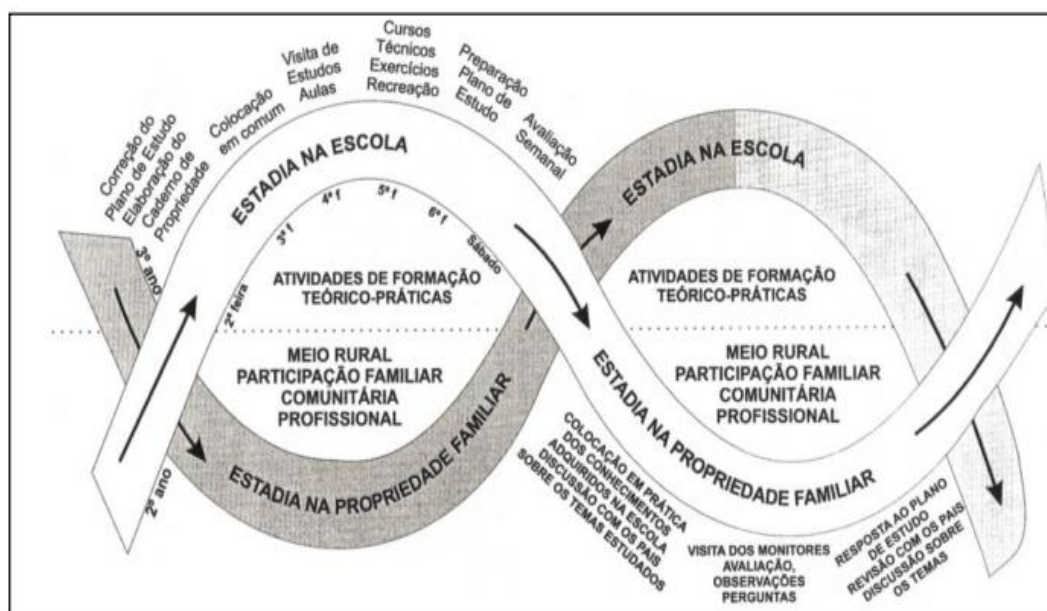 Correção do
Plano de Estudo
Elaboração do
Caderno de
Propriedade
Colocação
em comum
Visita de
Estudos
Aulas
Cursos
Técnicos
Exercícios
Recreação
Preparação
Plano de
Estudo
Avaliação
Semanal
ESTADIA NA ESCOLA
ESTADIA NA ESCOLA
3º ano
2ª feira
3ª f
4ª f
5ª f
6ª f
Sábado
ATIVIDADES DE FORMAÇÃO
TEÓRICO-PRÁTICAS
ATIVIDADES DE FORMAÇÃO
TEÓRICO-PRÁTICAS
MEIO RURAL
PARTICIPAÇÃO FAMILIAR
COMUNITÁRIA
PROFISSIONAL
MEIO RURAL
PARTICIPAÇÃO FAMILIAR
COMUNITÁRIA
PROFISSIONAL
2º ano
ESTADIA NA PROPRIEDADE FAMILIAR
ESTADIA NA PROPRIEDADE FAMILIAR
COLOCAÇÃO EM PRÁTICA
DOS CONHECIMENTOS
ADQUIRIDOS NA ESCOLA
DISCUSSÃO COM OS PAIS
SOBRE OS TEMAS ESTUDADOS
VISITA DOS MONITORES
AVALIAÇÃO,
OBSERVAÇÕES
PERGUNTAS
RESPOSTA AO PLANO
DE ESTUDO
REVISÃO COM OS PAIS
DISCUSSÃO SOBRE
OS TEMAS